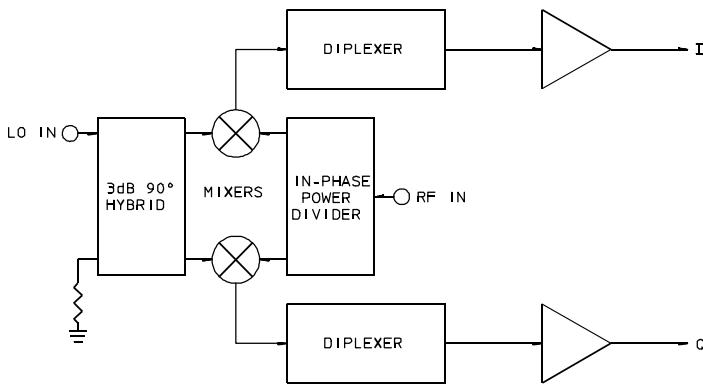 DIPLEXER
I
LO IN
3dB 90°
HYBRID
MIXERS
IN-PHASE
POWER
DIVIDER
RF IN
DIPLEXER
Q